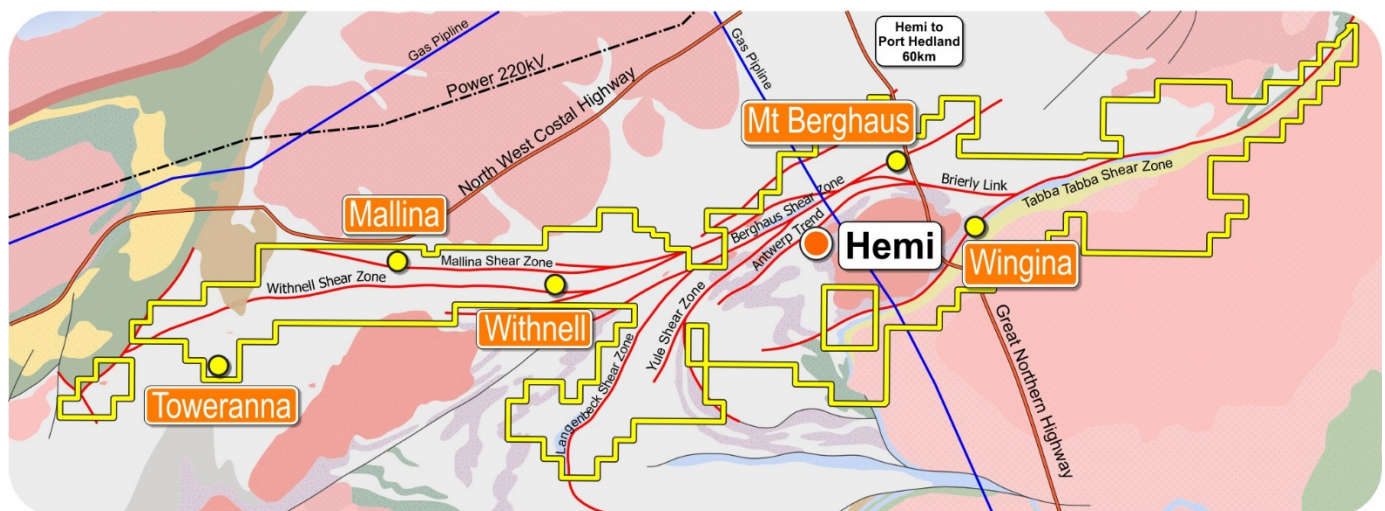 Hemi to
Port Hedland
60km
Gas Pipline
Gas Pipline
Power 220kV
North West Costal Highway
Mt Berghaus
Brierly Link
Tabba Tabba Shear Zone
Mallina
Berghaus Shear Zone
Antwerp Trend
Hemi
Wingina
Mallina Shear Zone
Withnell Shear Zone
Withnell
Yule Shear Zone
Langenbeck Shear Zone
Great Northern Highway
Toweranna